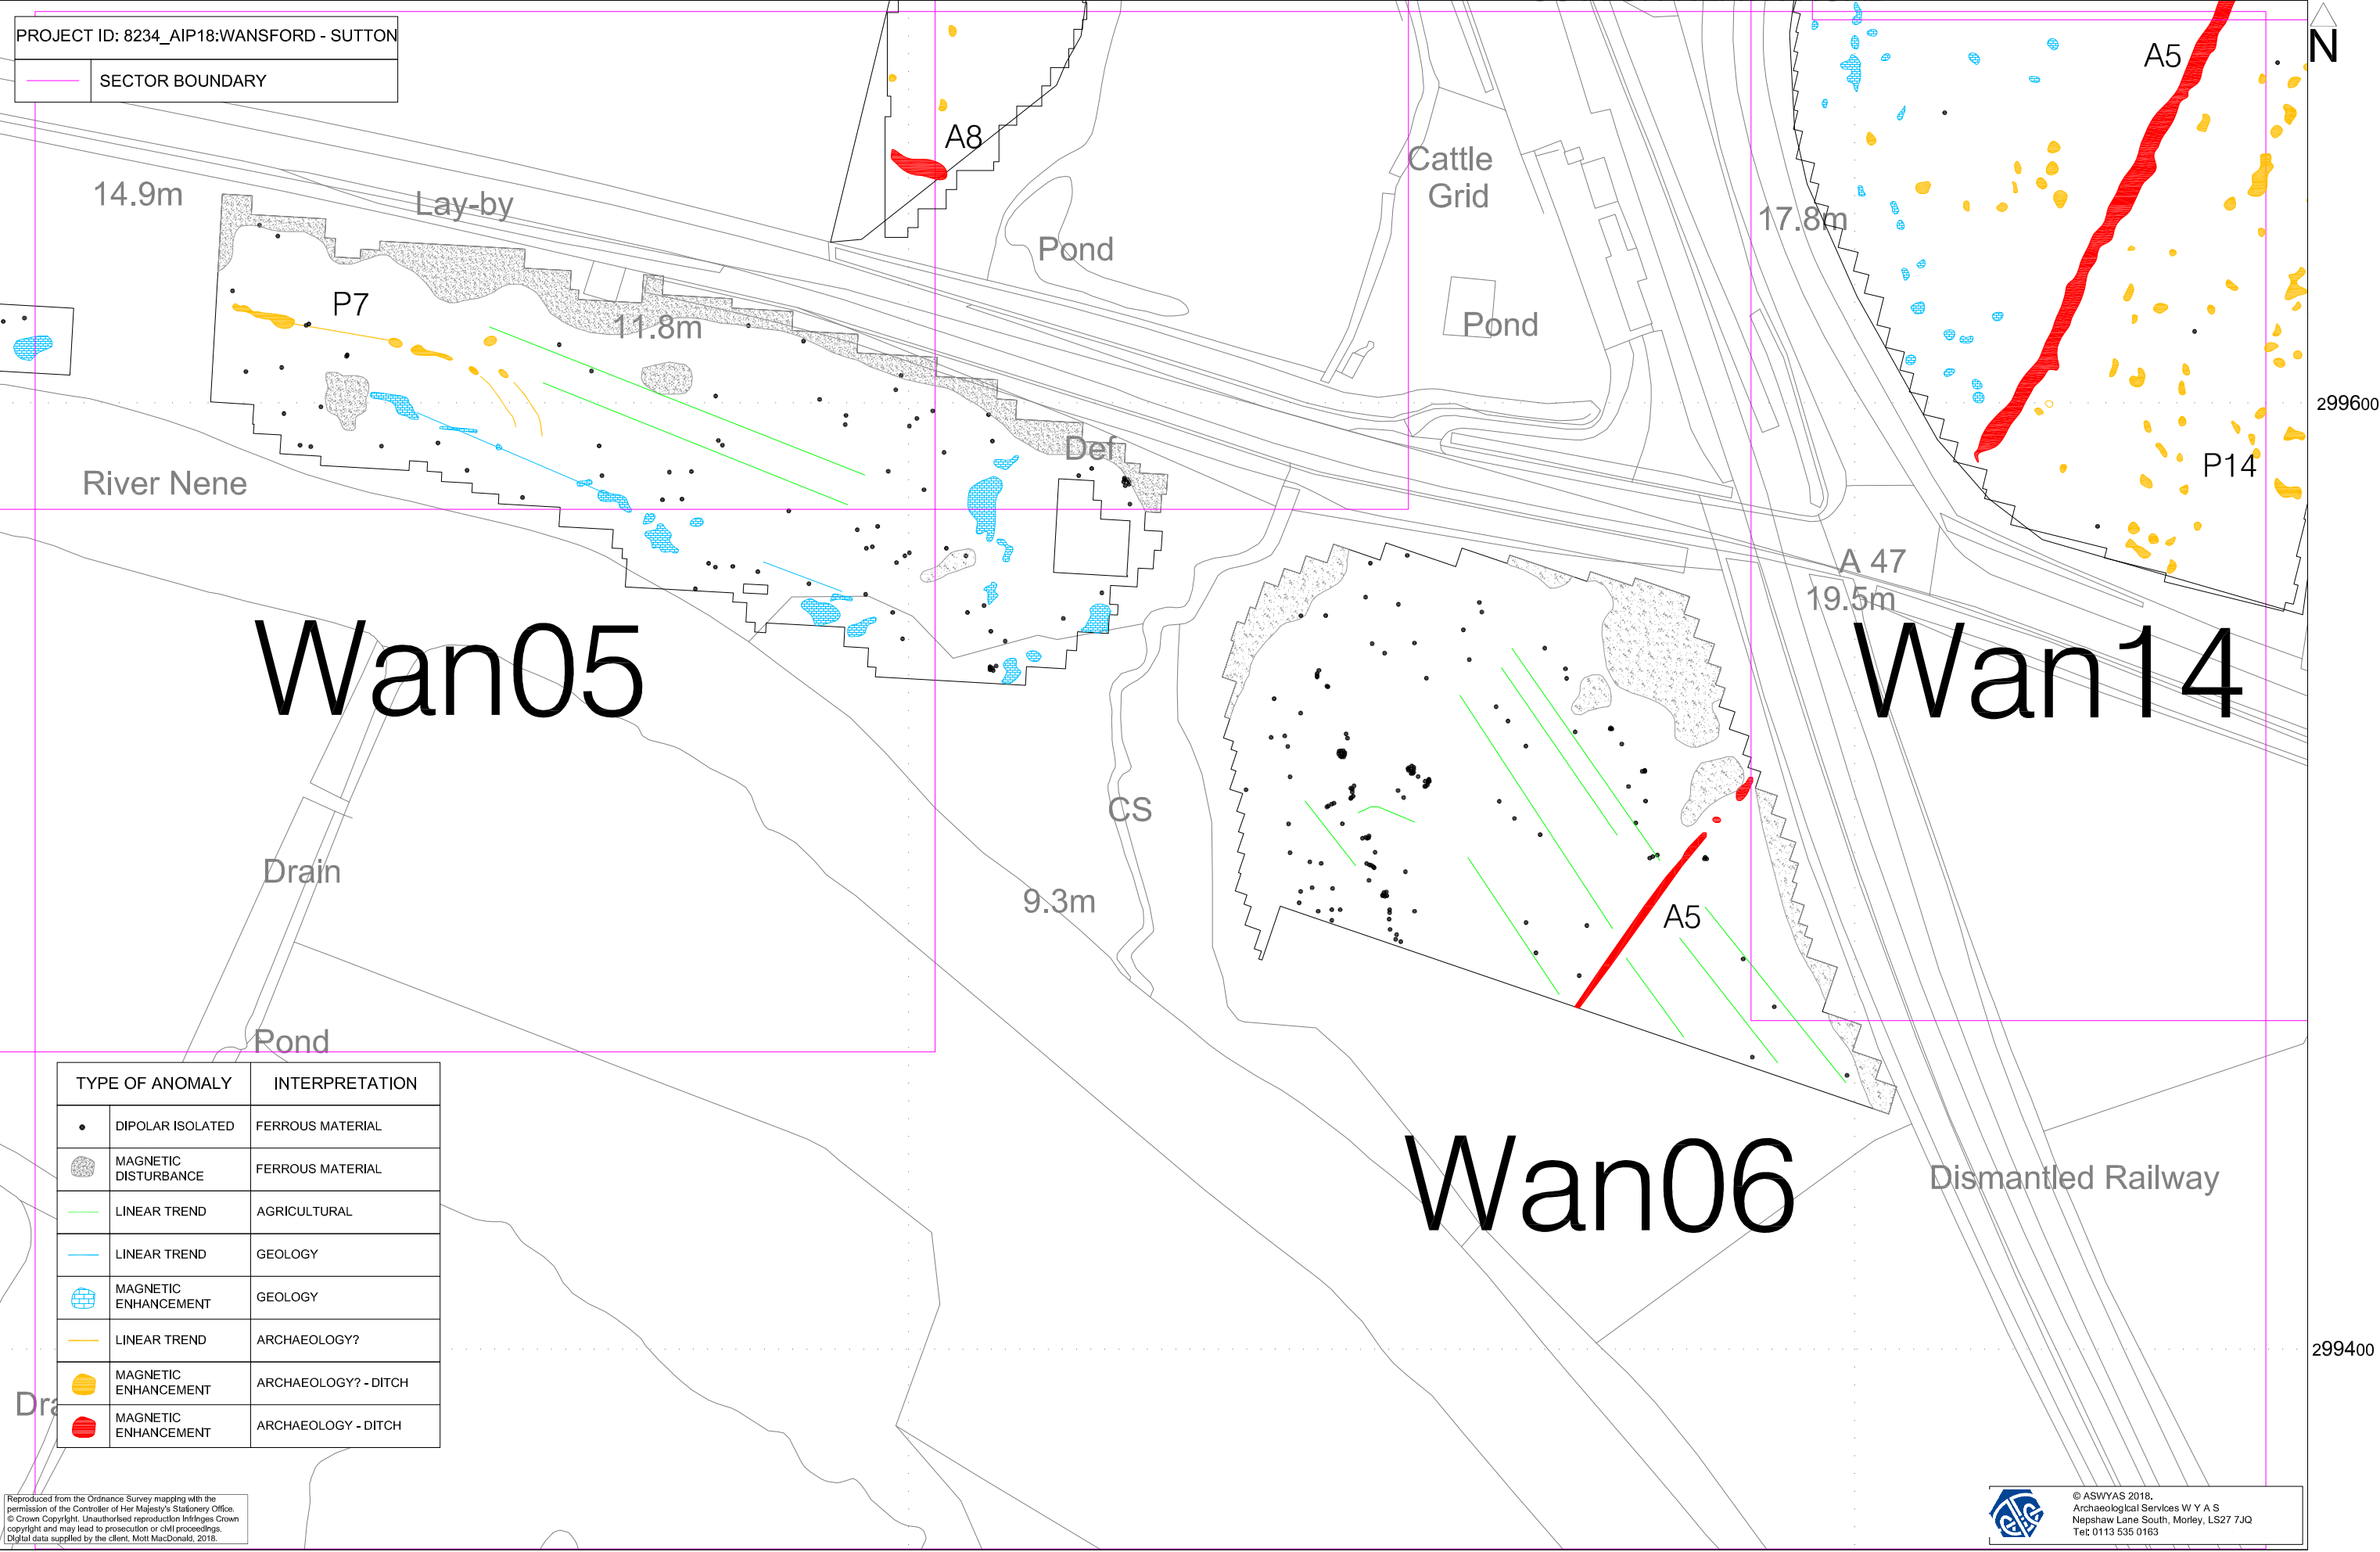 PROJECT ID: 8234_AIP18:WANSFORD - SUTTON
SECTOR BOUNDARY
N
A5
A8
Cattle
Grid
14.9m
Lay-by
17.8m
Pond
P7
11.8m
Pond
299600
Def
P14
River Nene
A 47
19.5m
Wan05
Wan14
CS
Drain
9.3m
A5
Pond
TYPE OF ANOMALY INTERPRETATION
DIPOLAR ISOLATED FERROUS MATERIAL
MAGNETIC
DISTURBANCE FERROUS MATERIAL
LINEAR TREND AGRICULTURAL
LINEAR TREND GEOLOGY
MAGNETIC
ENHANCEMENT GEOLOGY
LINEAR TREND ARCHAEOLOGY?
MAGNETIC
ENHANCEMENT ARCHAEOLOGY? - DITCH
MAGNETIC
ENHANCEMENT ARCHAEOLOGY - DITCH
Wan06
Dismantled Railway
299400
Dra
Reproduced from the Ordnance Survey mapping with the
permission of the Controller of Her Majesty's Stationery Office.
© Crown Copyright. Unauthorised reproduction infringes Crown
copyright and may lead to prosecution or civil proceedings.
Digital data supplied by the client, Mott MacDonald, 2018.
© ASWYAS 2018.
Archaeological Services W Y A S
Nepshaw Lane South, Morley, LS27 7JQ
Tel: 0113 535 0163